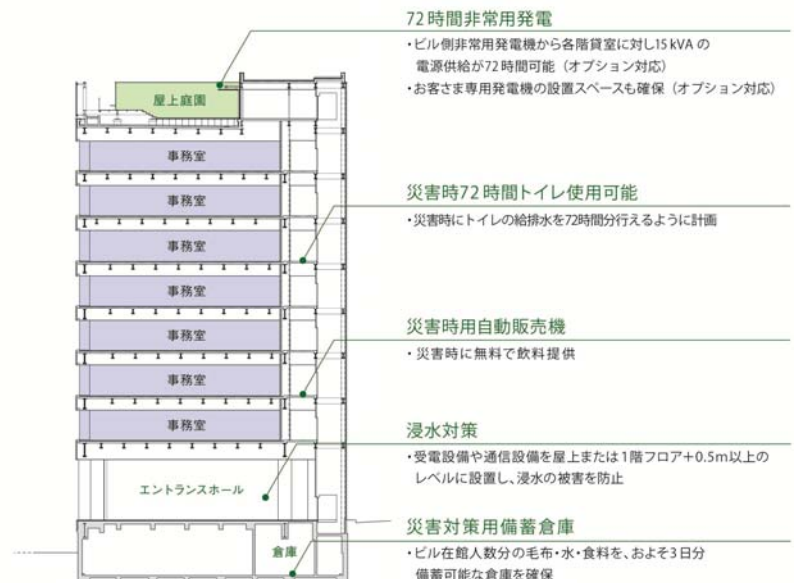 72時間非常用発電
・ビル側非常用発電機から各階貸室に対し15kVAの
電源供給が72時間可能（オプション対応）
・お客さま専用発電機の設置スペースも確保（オプション対応）
屋上庭園
事務室
事務室
災害時72時間トイレ使用可能
・災害時にトイレの給排水を72時間分行えるように計画
事務室
事務室
事務室
災害時用自動販売機
・災害時に無料で飲料提供
事務室
事務室
浸水対策
・受電設備や通信設備を屋上または1階フロア+0.5m以上の
レベルに設置し、浸水の被害を防止
エントランスホール
災害対策用備蓄倉庫
・ビル在館人数分の毛布・水・食料を、およそ3日分
備蓄可能な倉庫を確保
倉庫